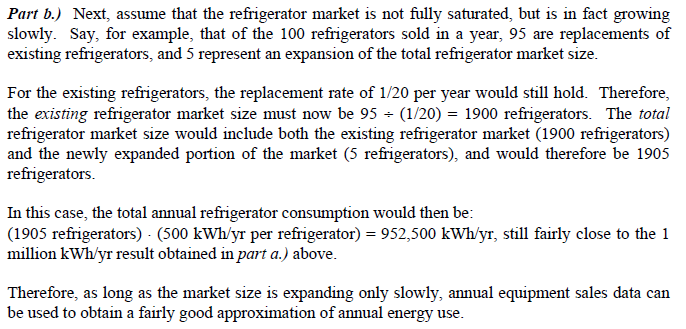 Part b.) Next, assume that the refrigerator market is not fully saturated, but is in fact growing
slowly. Say, for example, that of the 100 refrigerators sold in a year, 95 are replacements of
existing refrigerators, and 5 represent an expansion of the total refrigerator market size.
For the existing refrigerators, the replacement rate of 1/20 per year would still hold. Therefore,
the existing refrigerator market size must now be 95 ÷ (1/20) = 1900 refrigerators. The total
refrigerator market size would include both the existing refrigerator market (1900 refrigerators)
and the newly expanded portion of the market (5 refrigerators), and would therefore be 1905
refrigerators.
In this case, the total annual refrigerator consumption would then be:
(1905 refrigerators) · (500 kWh/yr per refrigerator) = 952,500 kWh/yr, still fairly close to the 1
million kWh/yr result obtained in part a.) above.
Therefore, as long as the market size is expanding only slowly, annual equipment sales data can
be used to obtain a fairly good approximation of annual energy use.